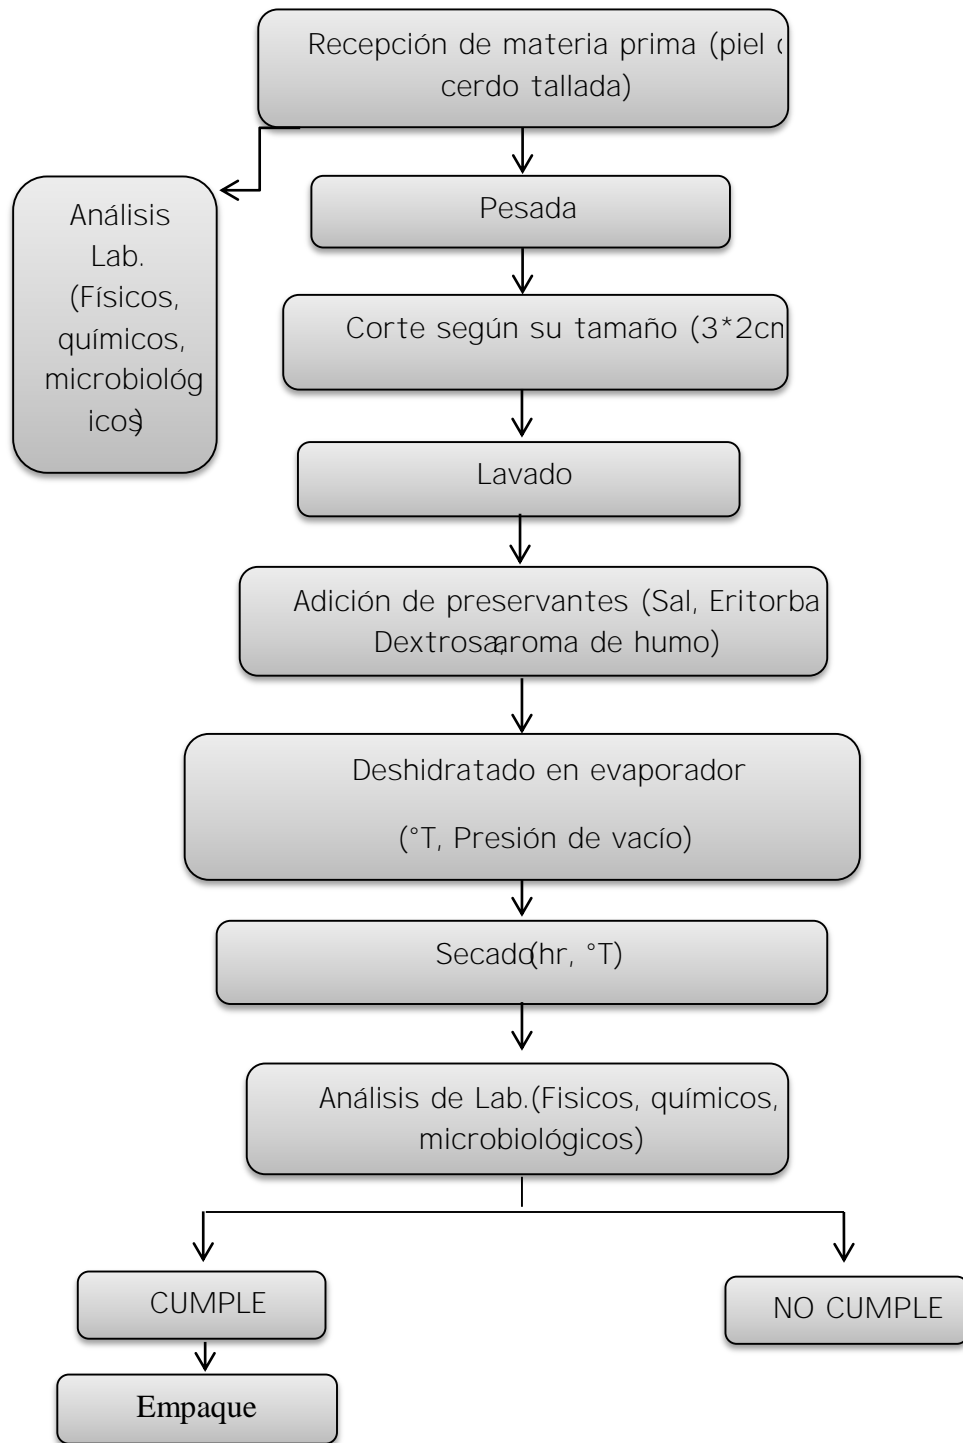 Recepción de materia prima (piel
cerdo tallada)
Análisis
Lab.
(Físicos,
químicos,
microbiológ
icos)
Pesada
Corte según su tamaño (3*2cm
Lavado
Adición de preservantes (Sal, Eritorba
Dextrosa, aroma de humo)
Deshidratado en evaporador
(°T, Presión de vacío)
Secado(hr, °T)
Análisis de Lab.(Fisicos, químicos,
microbiológicos)
CUMPLE
NO CUMPLE
Empaque